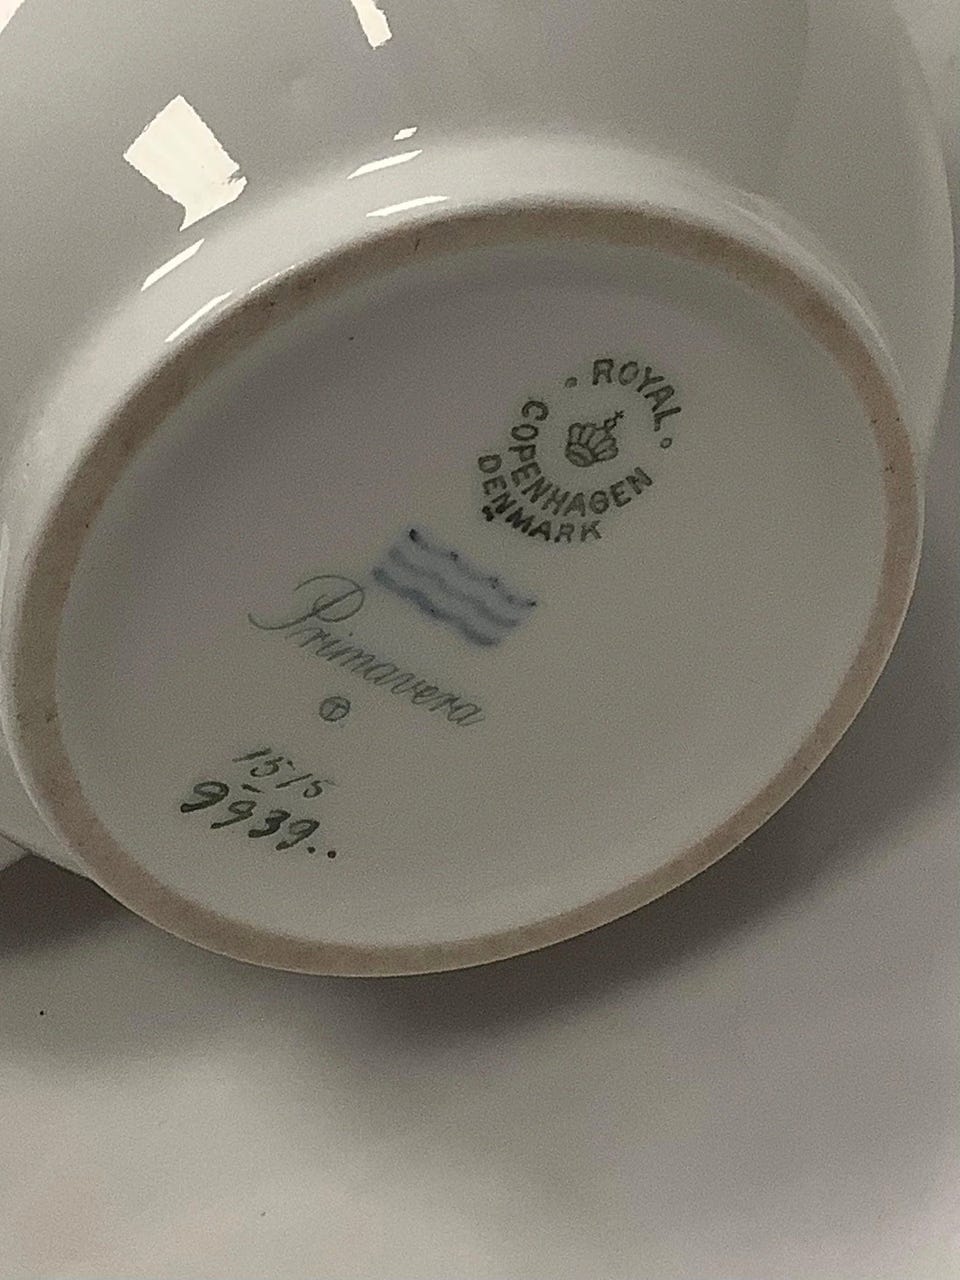 ROYAL
COPENHAGEN
DENMARK
Primavera
1515
9939..